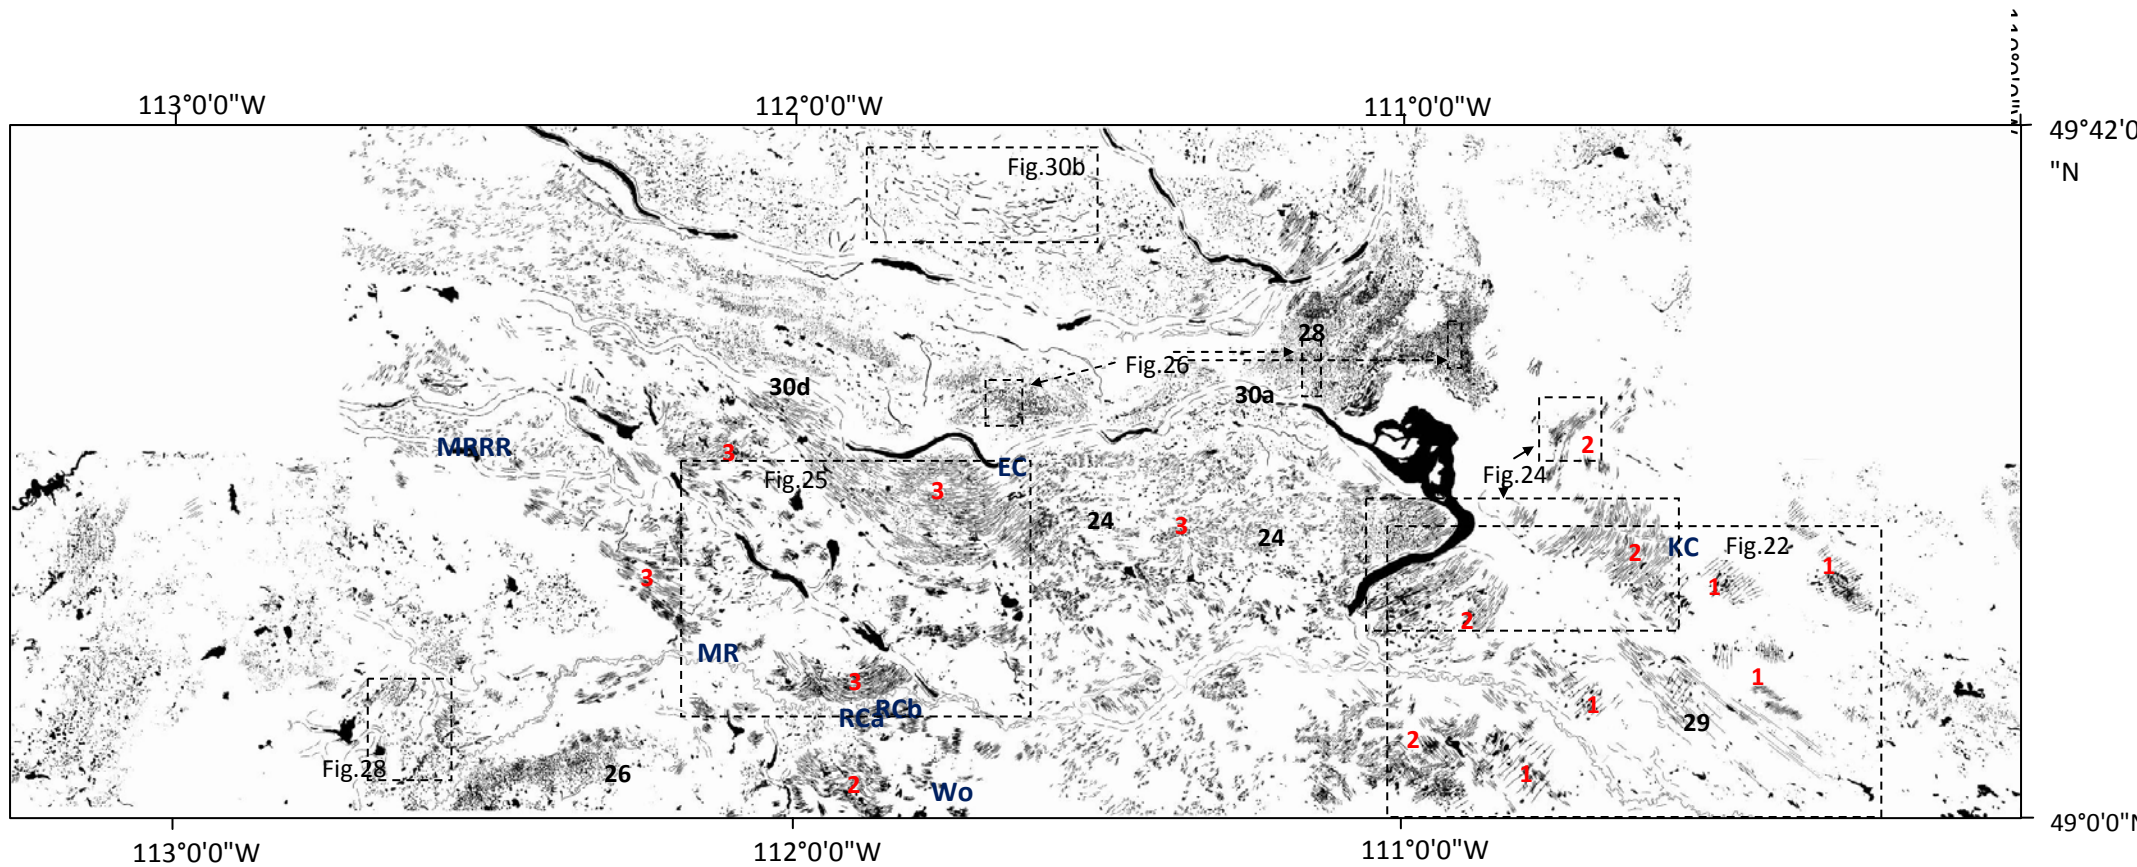 113°0'0"W
112°0'0"W
111°0'0"W
49°42'0
"N
Fig.30b
28
Fig.26
30d
30a
MRRR
3
2
EC
Fig.25
Fig.24
3
24
3
24
2
KC
Fig.22
1
1
3
2
MR
3
1
1
RCb
RCa
29
2
Fig.28
26
1
2
Wo
49°0'0"N
113°0'0"W
112°0'0"W
111°0'0"W